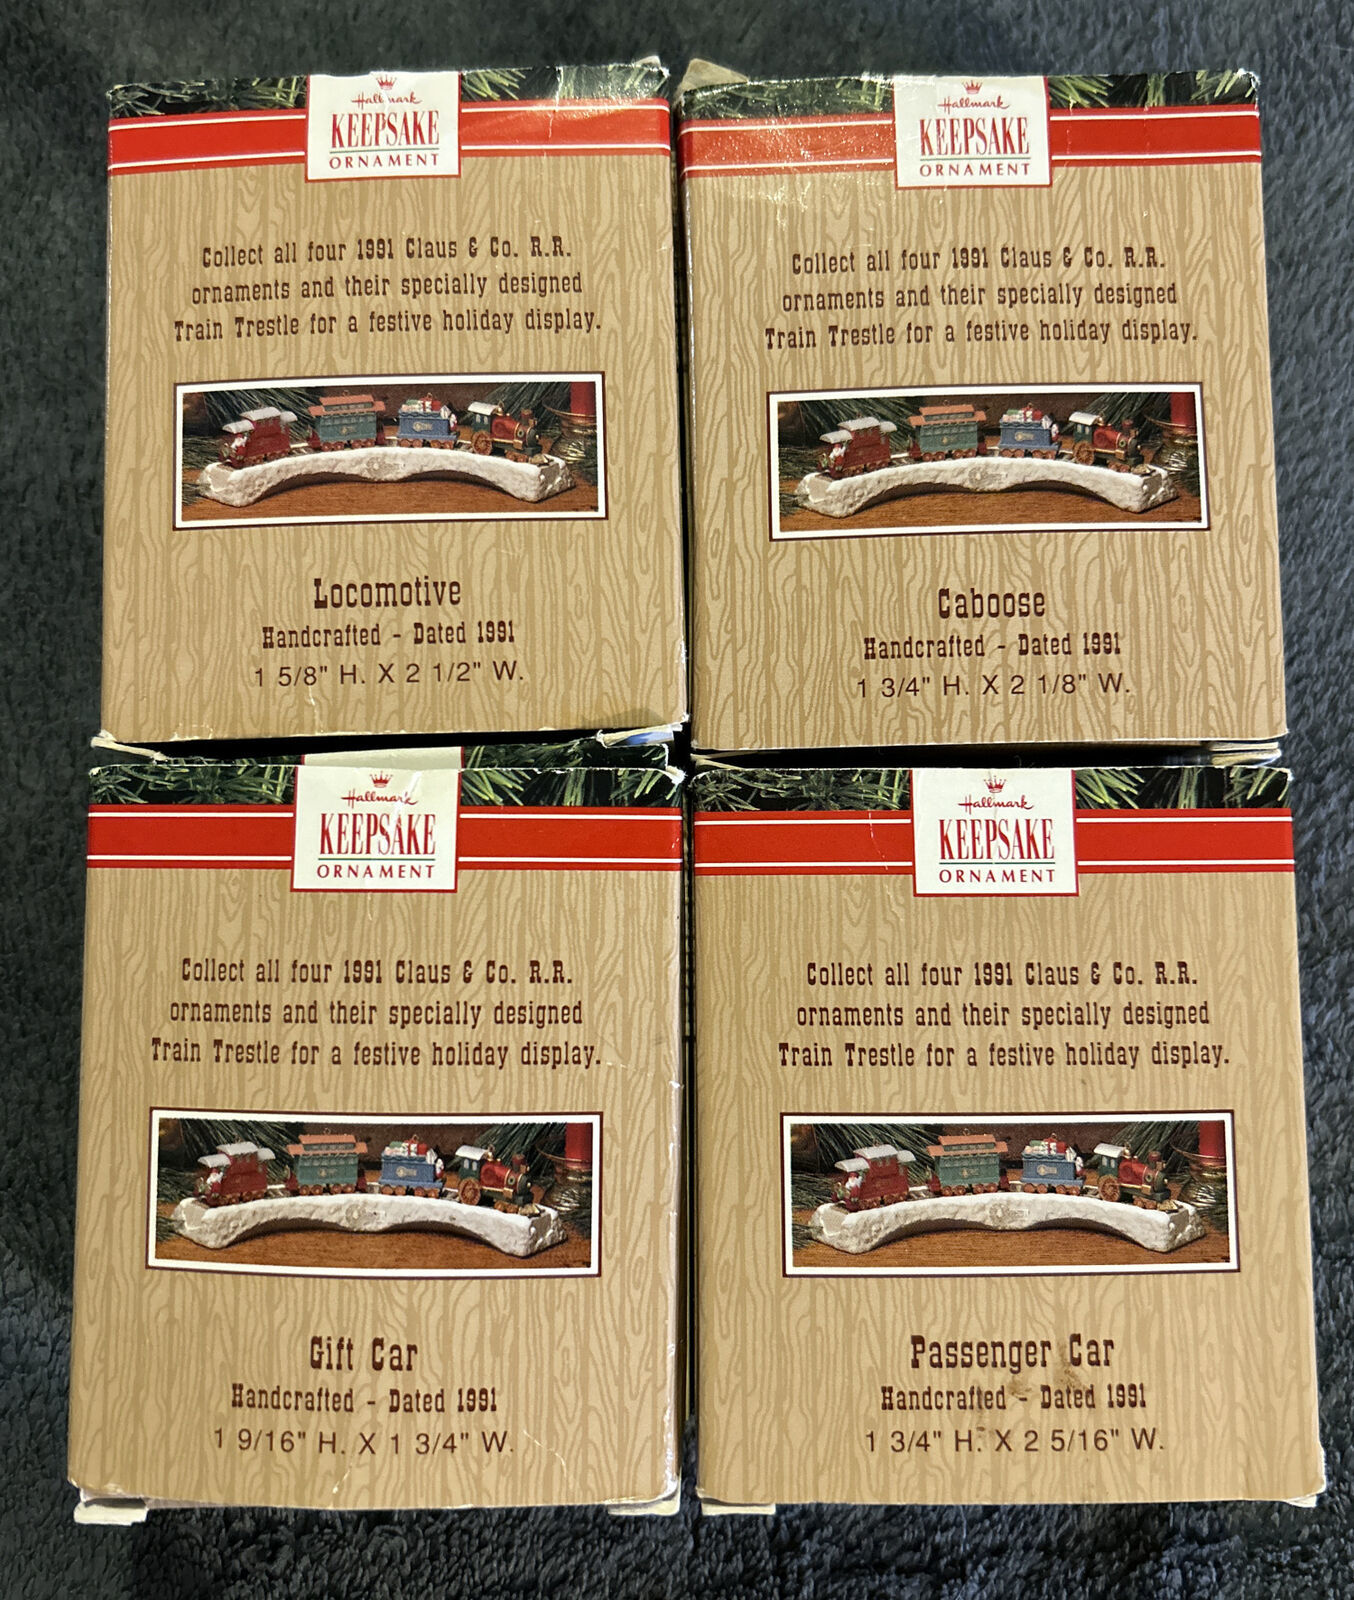 Hallmark
KEEPSAKE
ORNAMENT
Collect all four 1991 Claus & Co. R.R.
ornaments and their specially designed
Train Trestle for a festive holiday display.
Locomotive
Handcrafted - Dated 1991
1 5/8" H. X 2 1/2" W.
Hallmark
KEEPSAKE
ORNAMENT
Collect all four 1991 Claus & Co. R.R.
ornaments and their specially designed
Train Trestle for a festive holiday display.
Caboose
Handcrafted - Dated 1991
1 3/4" H. X 2 1/8" W.
Hallmark
KEEPSAKE
ORNAMENT
Collect all four 1991 Claus & Co. R.R.
ornaments and their specially designed
Train Trestle for a festive holiday display.
Gift Car
Handcrafted - Dated 1991
1 9/16" H. X 1 3/4" W.
Hallmark
KEEPSAKE
ORNAMENT
Collect all four 1991 Claus & Co. R.R.
ornaments and their specially designed
Train Trestle for a festive holiday display.
Passenger Car
Handcrafted - Dated 1991
1 3/4" H. X 2 5/16" W.